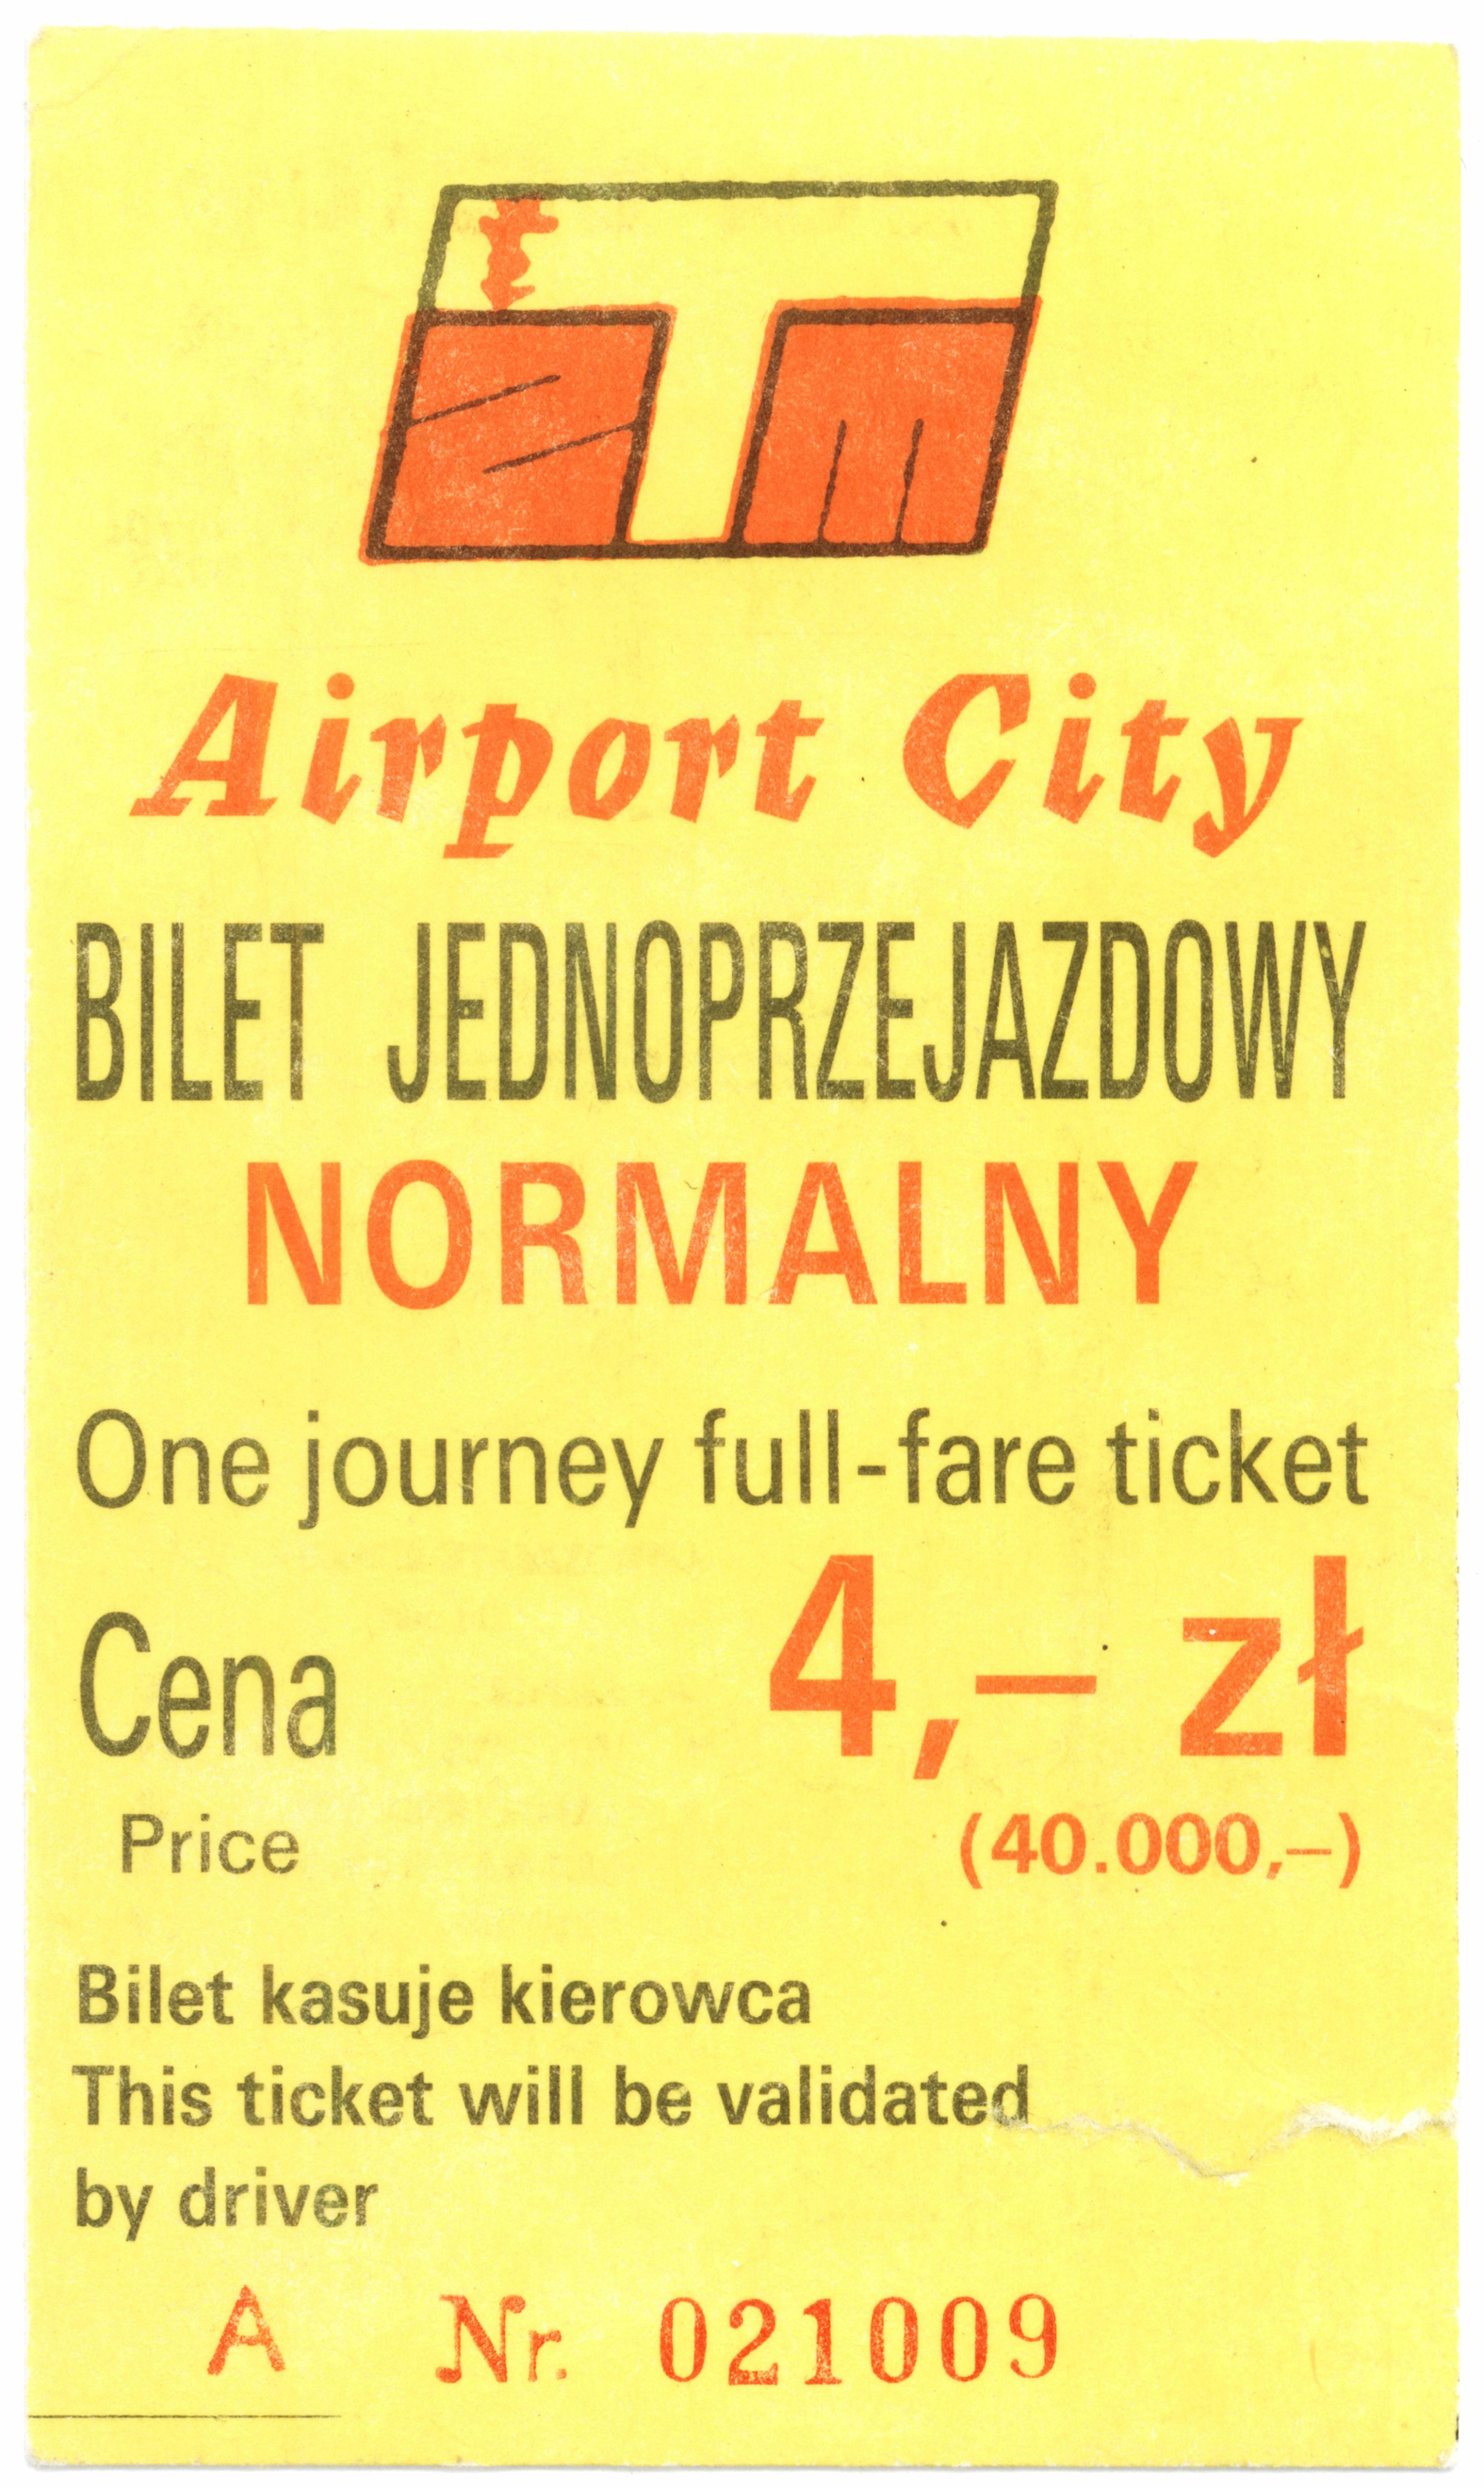 ZTM
Airport City
BILET JEDNOPRZEJAZDOWY
NORMALNY
One journey full-fare ticket
Cena 4,– zł
Price (40.000,–)
Bilet kasuje kierowca
This ticket will be validated
by driver
A Nr. 021009